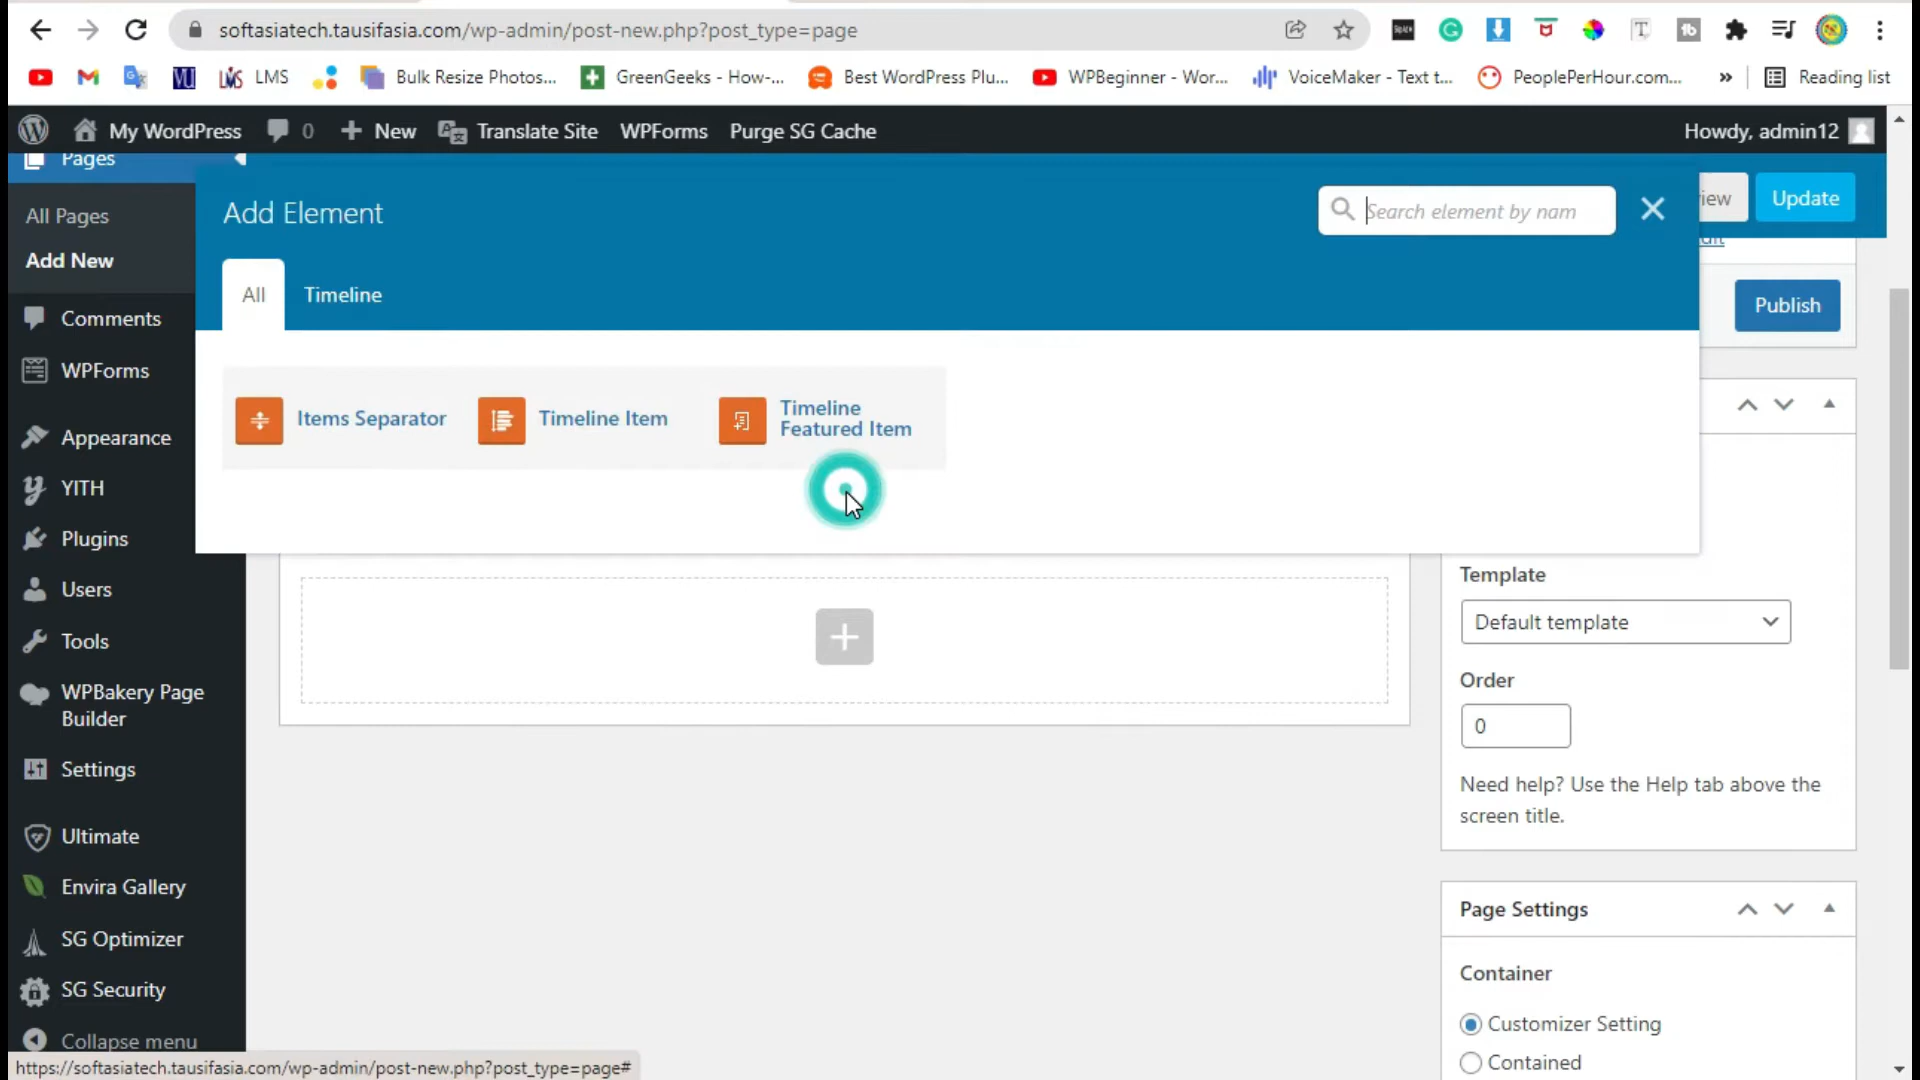 softasiatech.tausifasia.com/wp-admin/post-new.php?post_type=page
LMS
Bulk Resize Photos...
GreenGeeks - How-...
Best WordPress Plu...
WPBeginner - Wor...
VoiceMaker - Text t...
PeoplePerHour.com...
»
Reading list
My WordPress
0
New
Translate Site
WPForms
Purge SG Cache
Howdy, admin12
Pages
All Pages
Add New
Comments
WPForms
Appearance
YITH
Plugins
Users
Tools
WPBakery Page
Builder
Settings
Ultimate
Envira Gallery
SG Optimizer
SG Security
Collapse menu
Add Element
Search element by nam
iew
Update
All
Timeline
Publish
Items Separator
Timeline Item
Timeline
Featured Item
Template
Default template
Order
0
Need help? Use the Help tab above the
screen title.
Page Settings
Container
Customizer Setting
Contained
https://softasiatech.tausifasia.com/wp-admin/post-new.php?post_type=page#